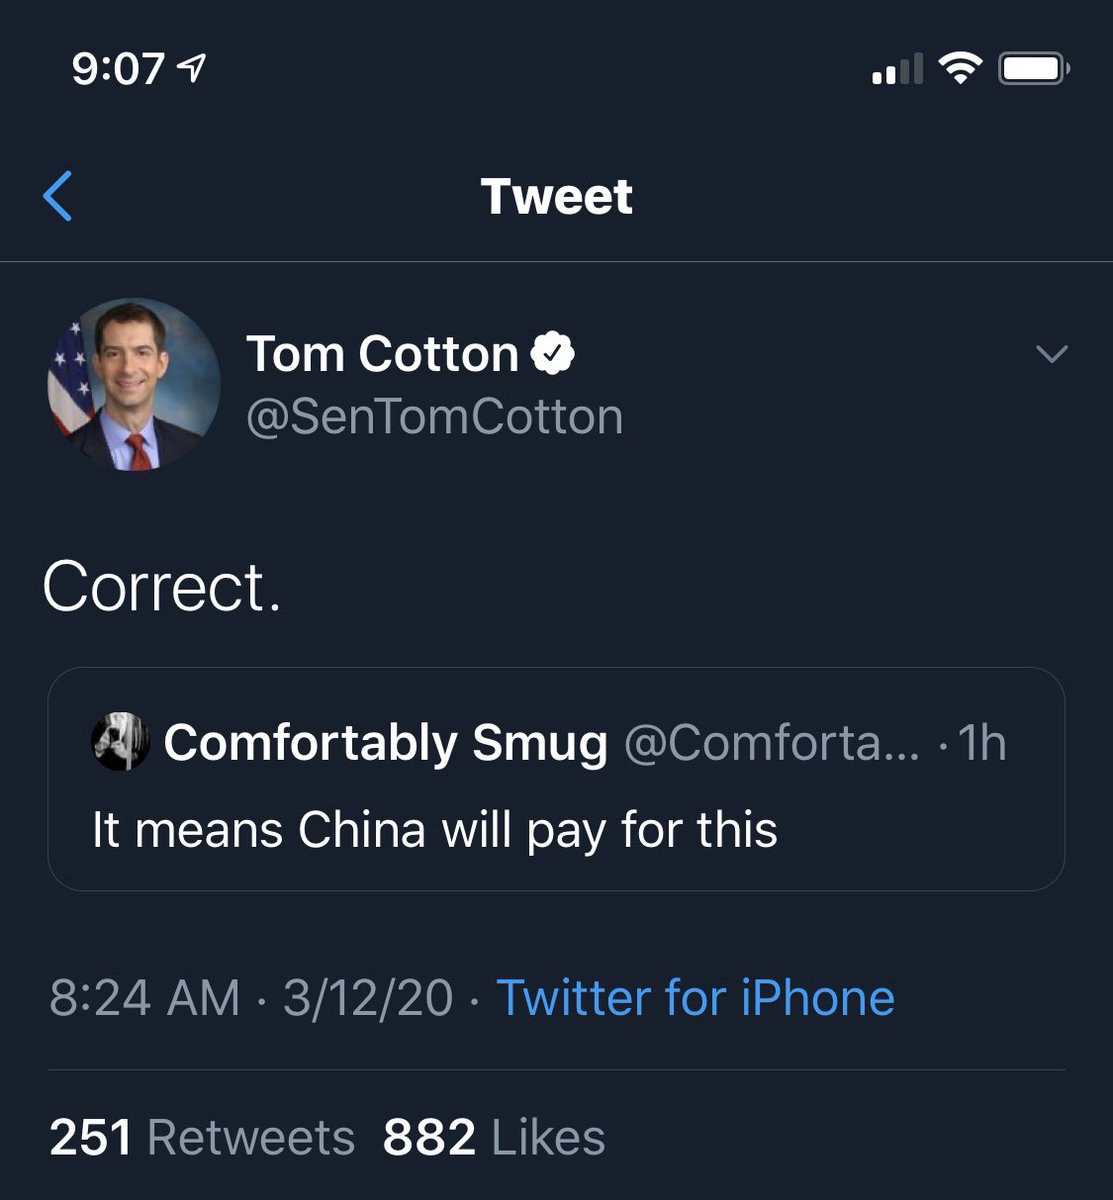 9:07
Tweet
Tom Cotton
@SenTomCotton
Correct.
Comfortably Smug @Comforta... · 1h
It means China will pay for this
8:24 AM · 3/12/20 · Twitter for iPhone
251 Retweets 882 Likes